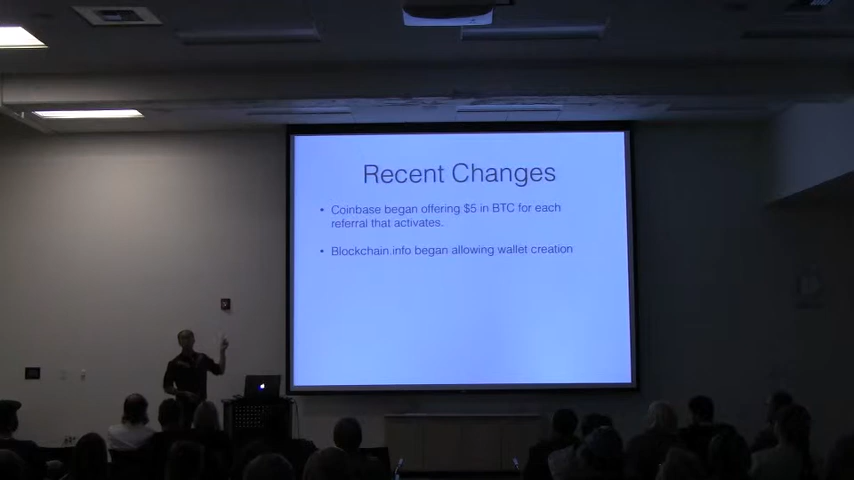 Recent Changes
• Coinbase began offering $5 in BTC for each
referral that activates.
• Blockchain.info began allowing wallet creation